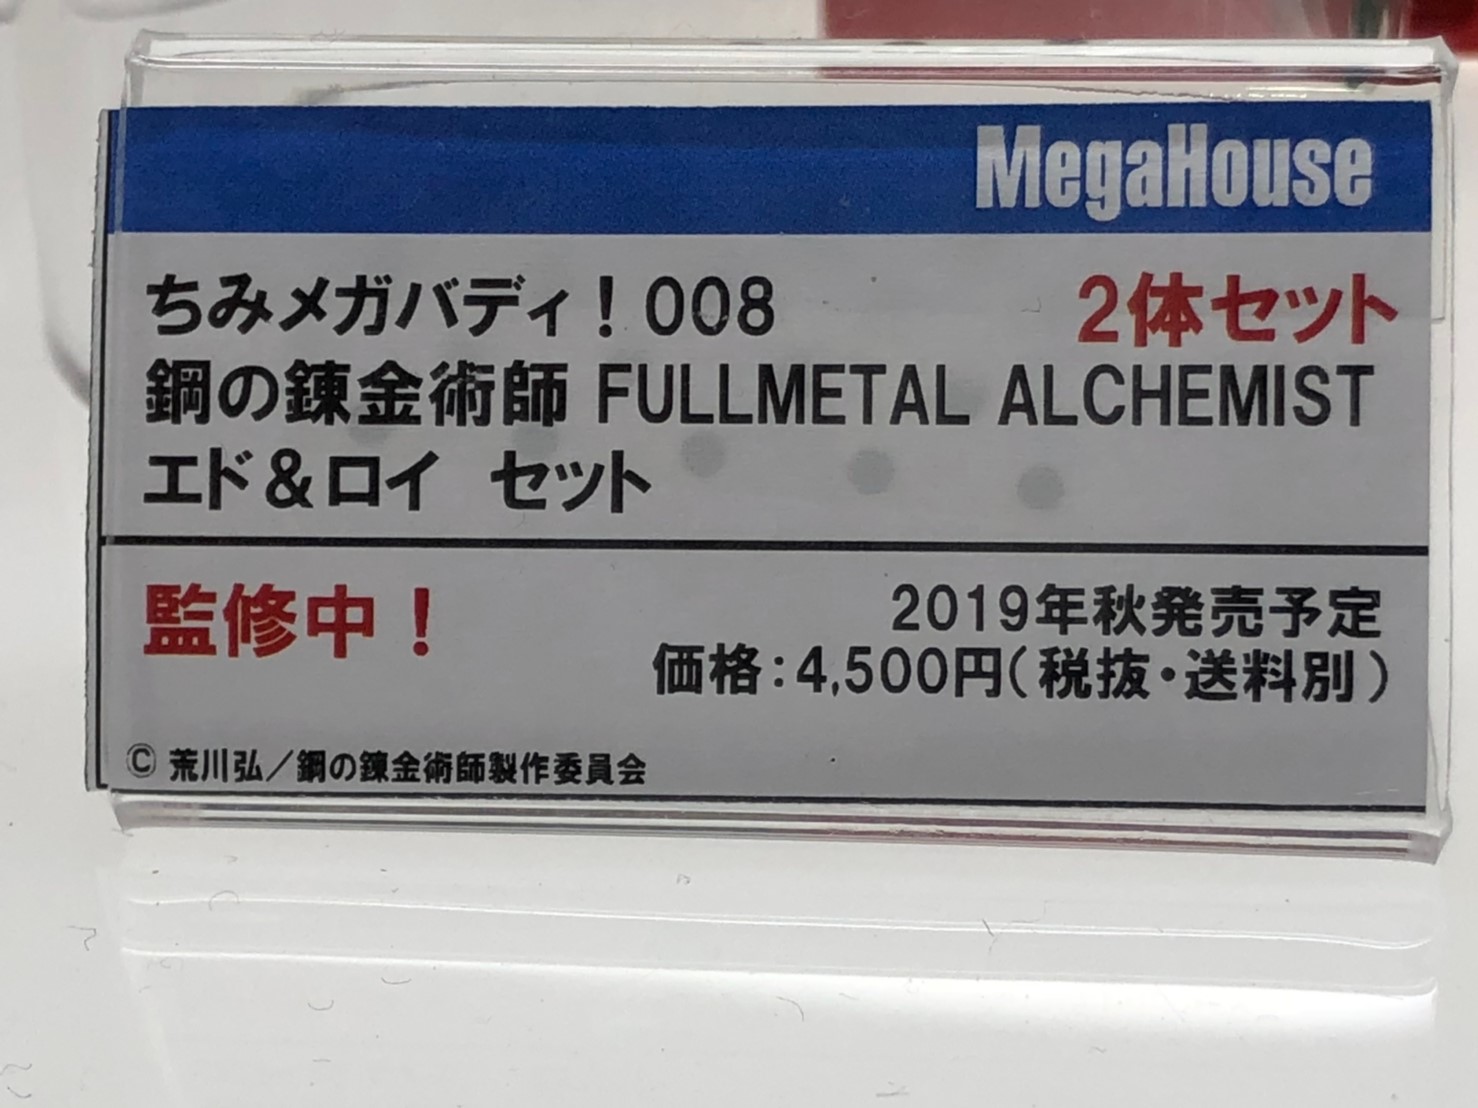 MegaHouse
ちみメガバディ！008 2体セット
鋼の錬金術師 FULLMETAL ALCHEMIST
エド＆ロイ セット
監修中！
2019年秋発売予定
価格：4,500円（税抜・送料別）
© 荒川弘／鋼の錬金術師製作委員会